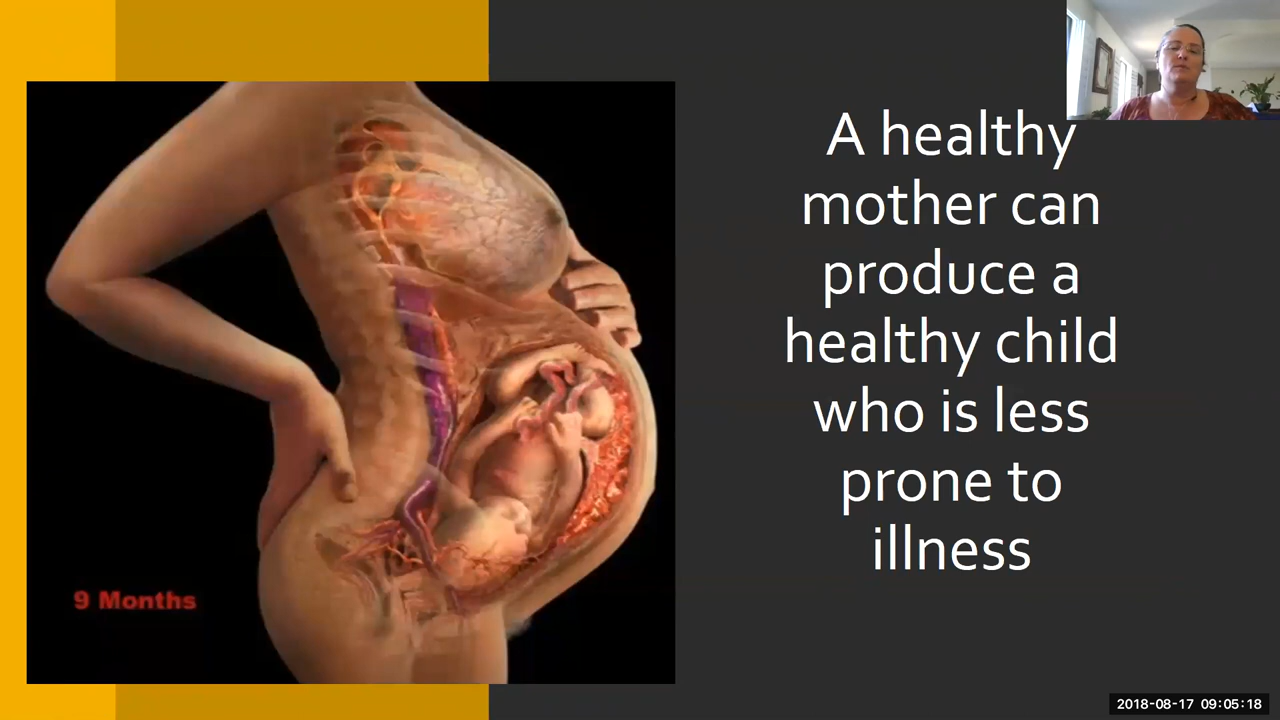 A healthy
mother can
produce a
healthy child
who is less
prone to
illness
9 Months
2018-08-17 09:05:18